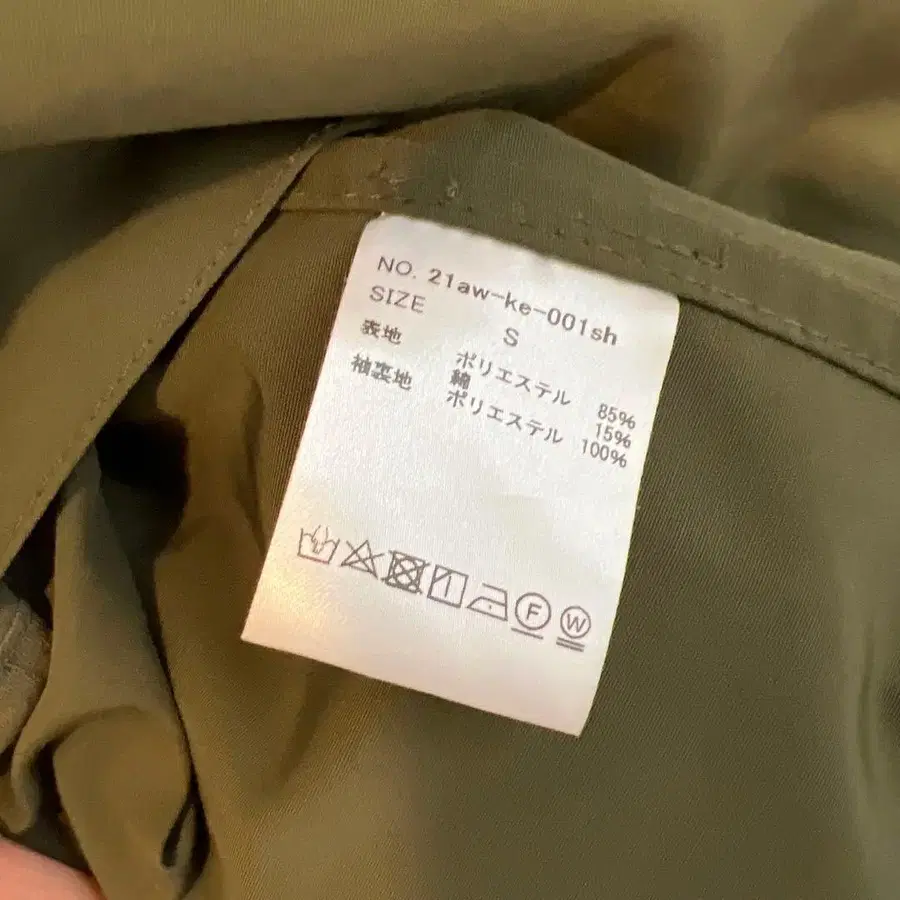 NO. 21aw-ke-001sh
SIZE S
表地 ポリエステル 85%
綿 15%
袖裏地 ポリエステル 100%
F W